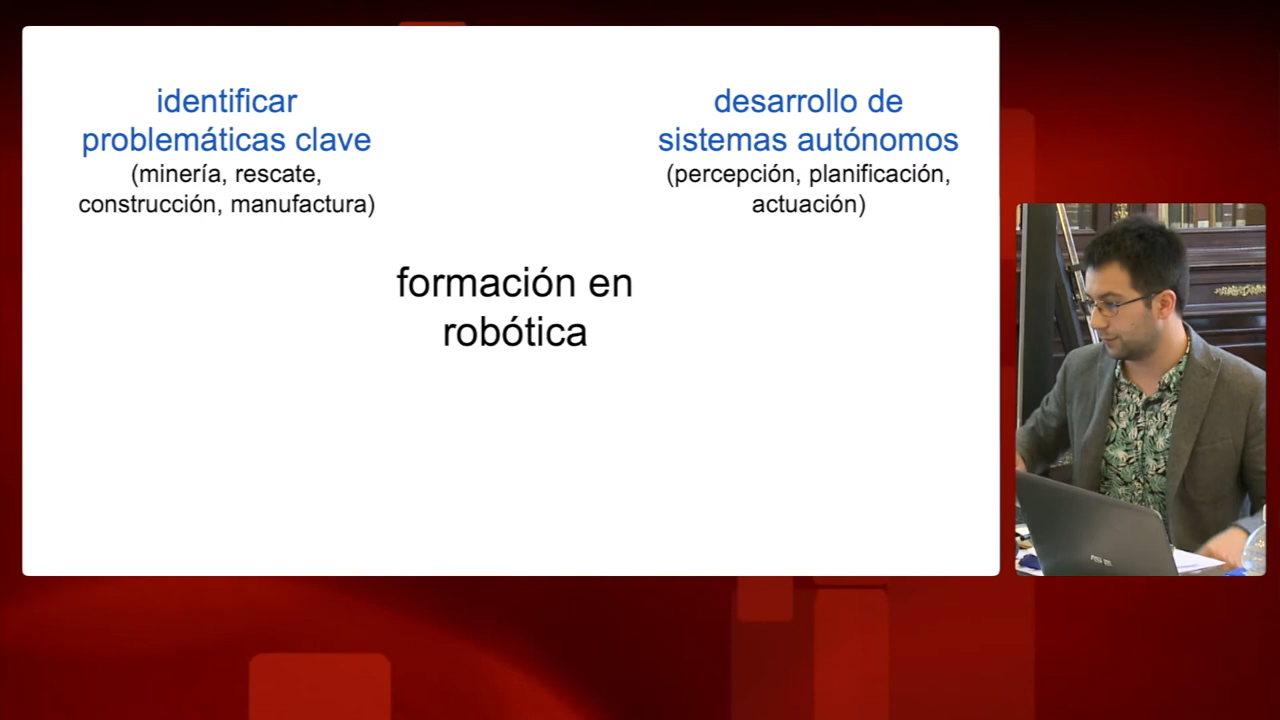 identificar
problemáticas clave
(minería, rescate,
construcción, manufactura)
desarrollo de
sistemas autónomos
(percepción, planificación,
actuación)
formación en
robótica